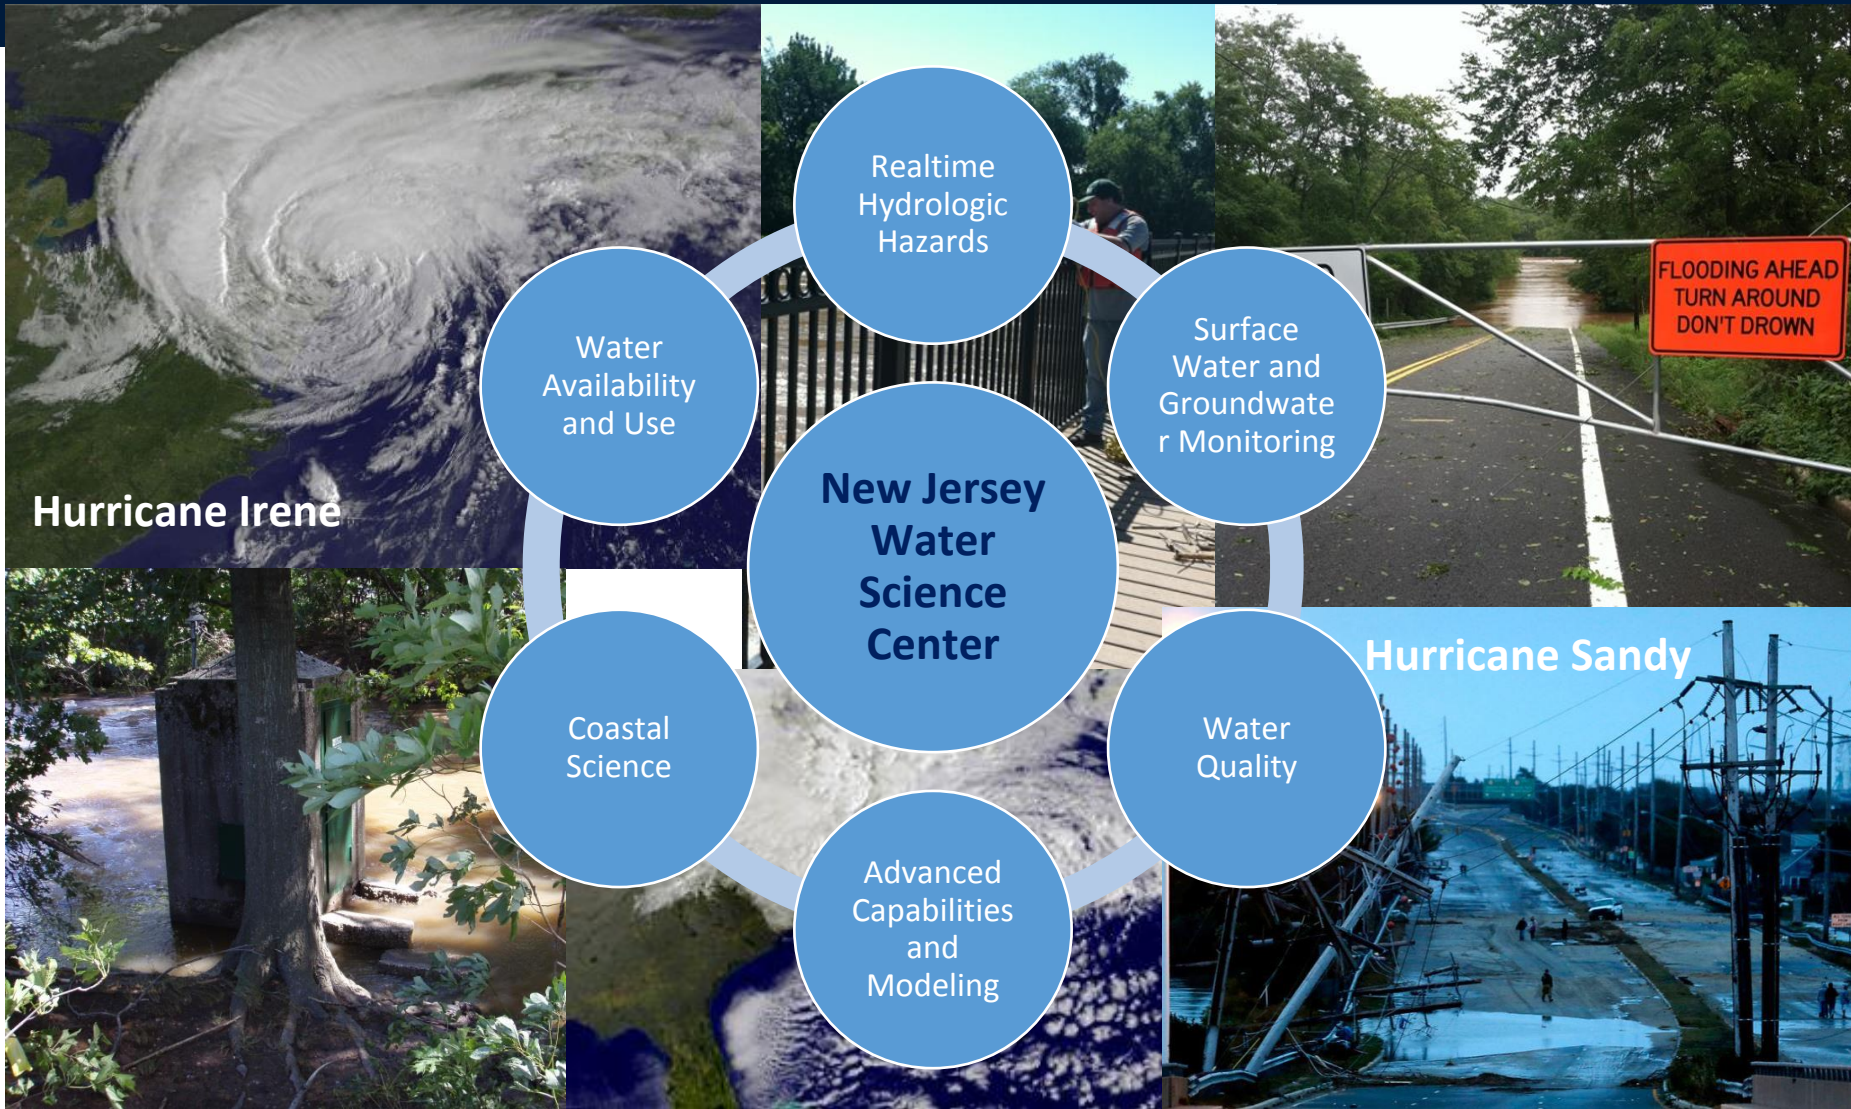 Realtime
Hydrologic
Hazards
Surface
Water and
Groundwate
r Monitoring
FLOODING AHEAD
TURN AROUND
DON'T DROWN
Water
Availability
and Use
New Jersey
Water
Science
Center
Hurricane Irene
Hurricane Sandy
Coastal
Science
Water
Quality
Advanced
Capabilities
and
Modeling